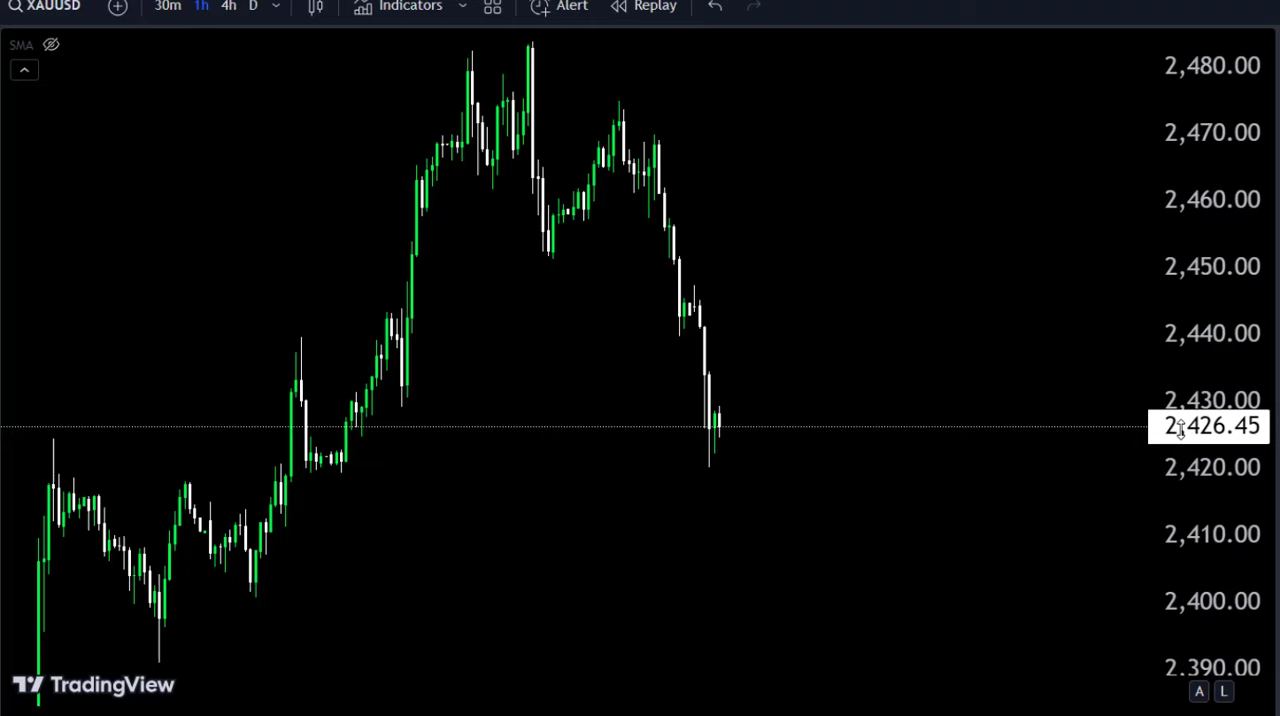 XAUUSD 30m 1h 4h D Indicators Alert Replay
SMA
2,480.00
2,470.00
2,460.00
2,450.00
2,440.00
2,430.00
2,426.45
2,420.00
2,410.00
2,400.00
2,390.00
TradingView
A L